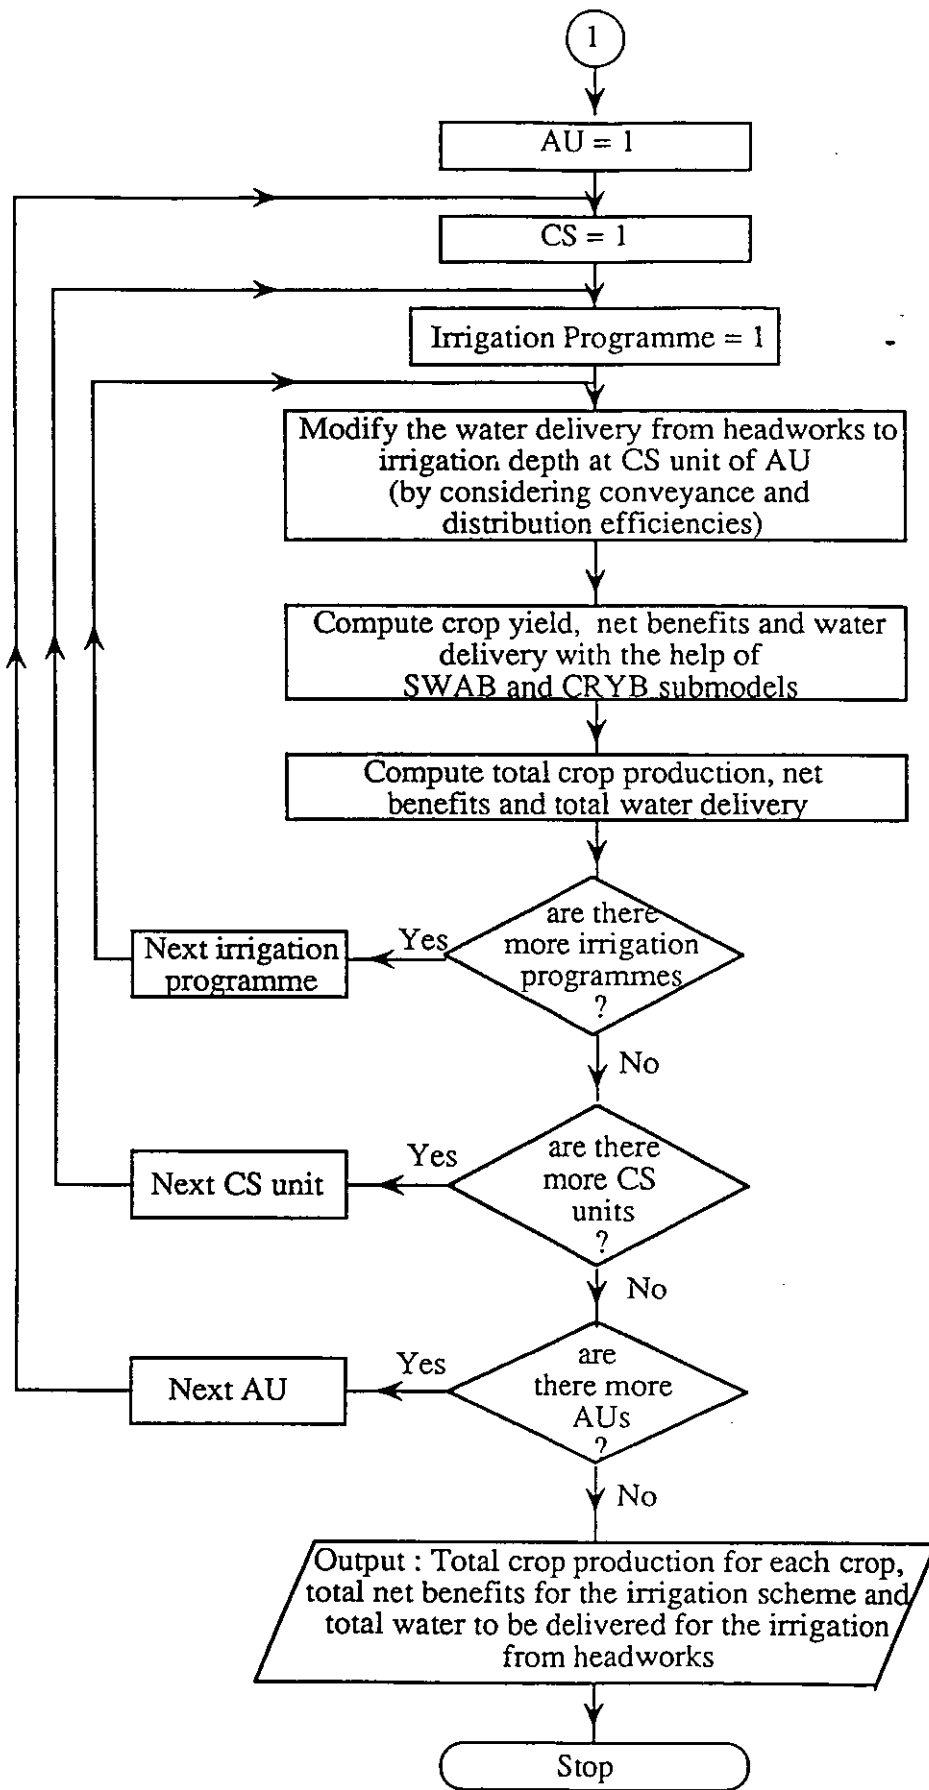 1
AU = 1
CS = 1
Irrigation Programme = 1
Modify the water delivery from headworks to
irrigation depth at CS unit of AU
(by considering conveyance and
distribution efficiencies)
Compute crop yield, net benefits and water
delivery with the help of
SWAB and CRYB submodels
Compute total crop production, net
benefits and total water delivery
are there
more irrigation
programmes
?
Yes
Next irrigation
programme
No
are there
more CS
units
?
Yes
Next CS unit
No
are
there more
AUs
?
Yes
Next AU
No
Output : Total crop production for each crop,
total net benefits for the irrigation scheme and
total water to be delivered for the irrigation
from headworks
Stop